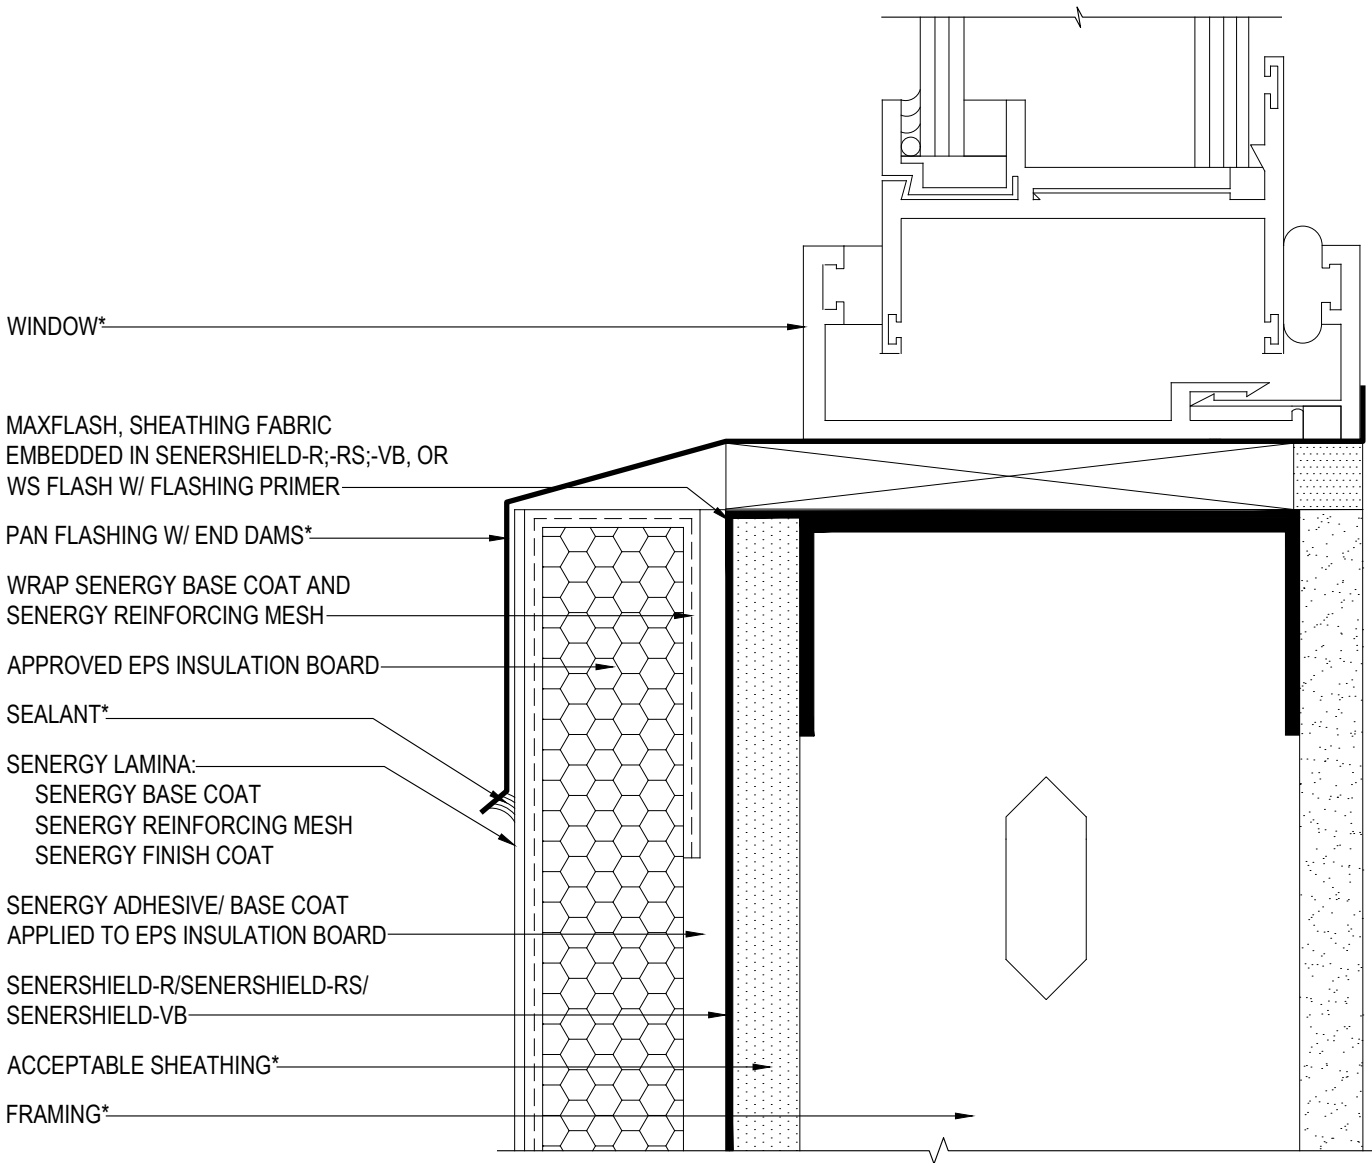 WINDOW*
MAXFLASH, SHEATHING FABRIC
EMBEDDED IN SENERSHIELD-R;-RS;-VB, OR
WS FLASH W/ FLASHING PRIMER
PAN FLASHING W/ END DAMS*
WRAP SENERGY BASE COAT AND
SENERGY REINFORCING MESH
APPROVED EPS INSULATION BOARD
SEALANT*
SENERGY LAMINA:
SENERGY BASE COAT
SENERGY REINFORCING MESH
SENERGY FINISH COAT
SENERGY ADHESIVE/ BASE COAT
APPLIED TO EPS INSULATION BOARD
SENERSHIELD-R/SENERSHIELD-RS/
SENERSHIELD-VB
ACCEPTABLE SHEATHING*
FRAMING*